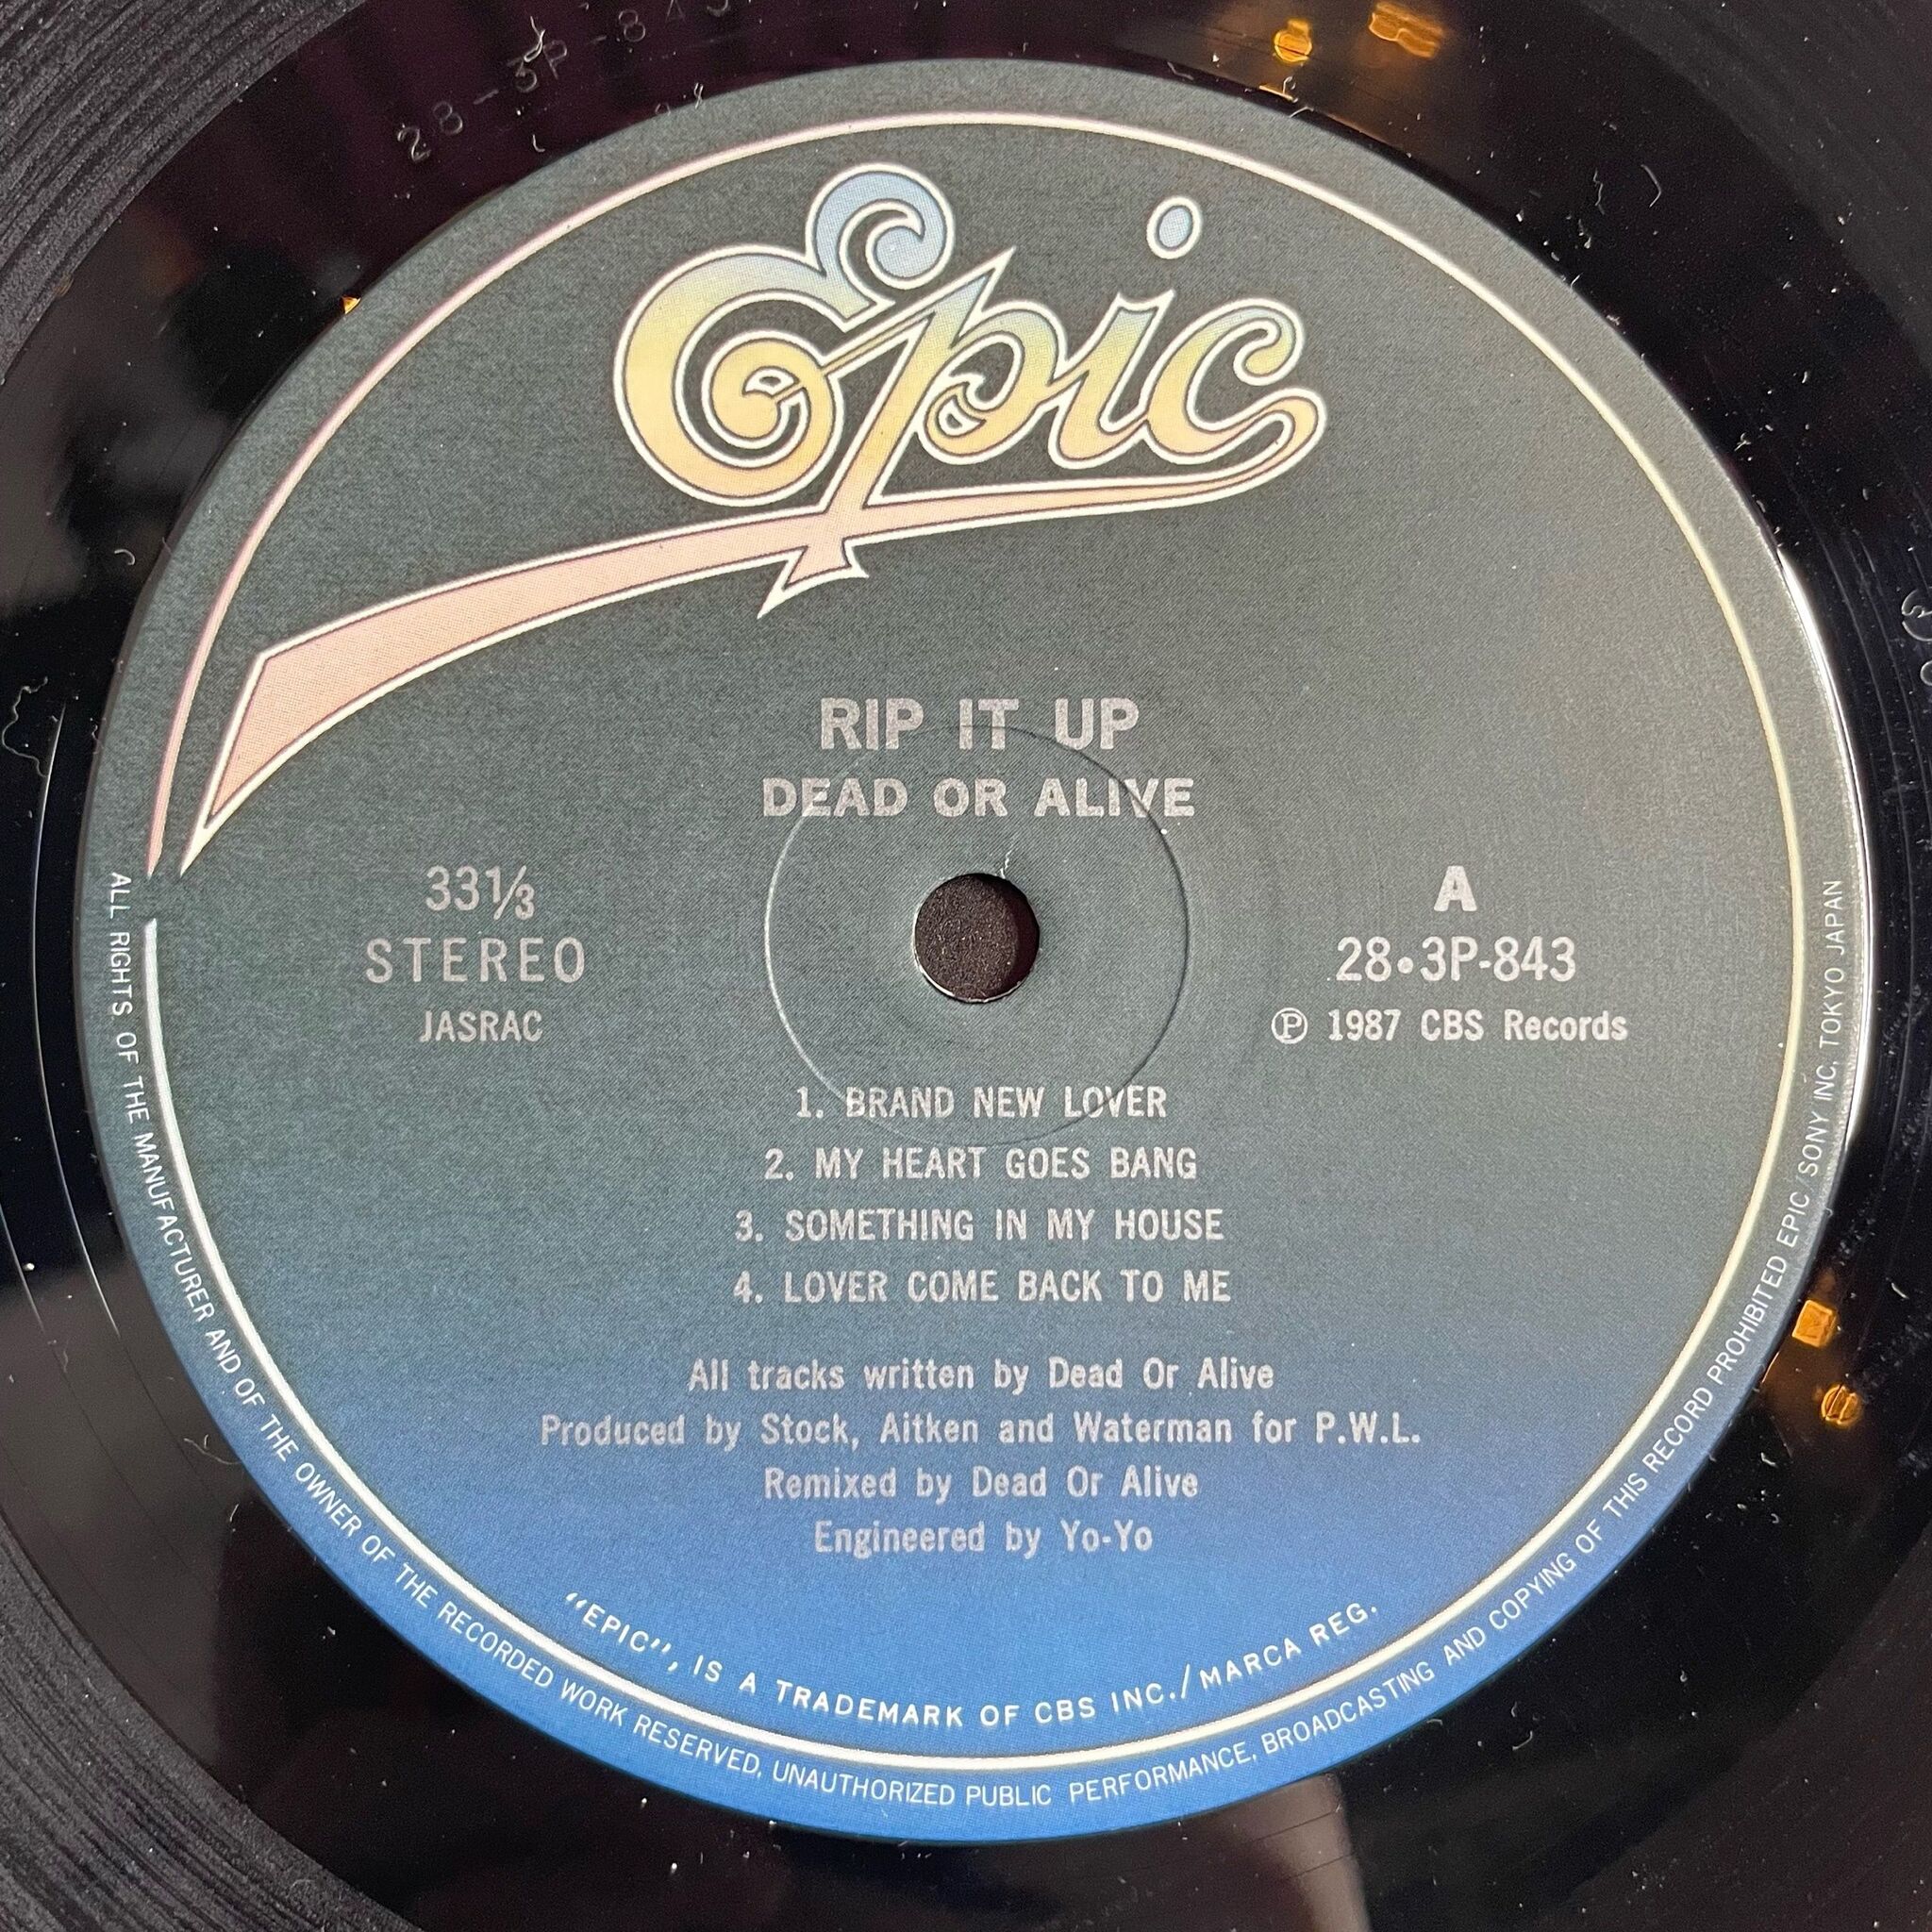 28-3P-843
Epic
RIP IT UP
DEAD OR ALIVE
33⅓
STEREO
JASRAC
A
28•3P-843
Ⓟ 1987 CBS Records
1. BRAND NEW LOVER
2. MY HEART GOES BANG
3. SOMETHING IN MY HOUSE
4. LOVER COME BACK TO ME
All tracks written by Dead Or Alive
Produced by Stock, Aitken and Waterman for P.W.L.
Remixed by Dead Or Alive
Engineered by Yo-Yo
"EPIC", IS A TRADEMARK OF CBS INC./MARCA REG.
ALL RIGHTS OF THE MANUFACTURER AND OF THE OWNER OF THE RECORDED WORK RESERVED, UNAUTHORIZED PUBLIC PERFORMANCE, BROADCASTING AND COPYING OF THIS RECORD PROHIBITED EPIC/SONY INC. TOKYO JAPAN